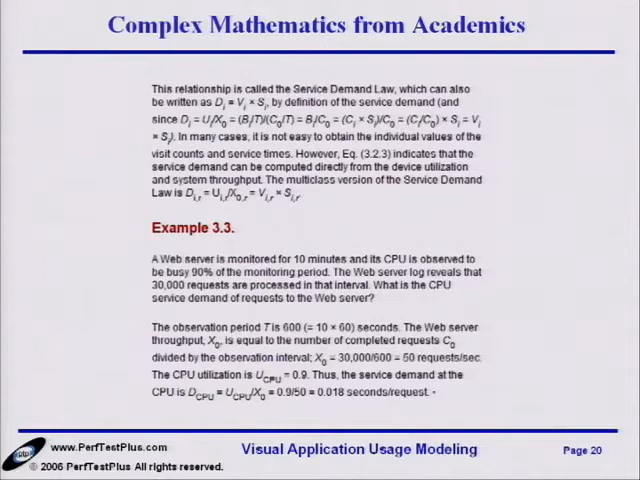 Complex Mathematics from Academics
This relationship is called the Service Demand Law, which can also
be written as Di = Vi × Si, by definition of the service demand (and
since Di = Ui/X0 = (Bi/T)/(C0/T) = Bi/C0 = (Ci × Si)/C0 = (Ci/C0) × Si = Vi
× Si). In many cases, it is not easy to obtain the individual values of the
visit counts and service times. However, Eq. (3.2.3) indicates that the
service demand can be computed directly from the device utilization
and system throughput. The multiclass version of the Service Demand
Law is Di,r = Ui,r/X0,r = Vi,r × Si,r.
Example 3.3.
A Web server is monitored for 10 minutes and its CPU is observed to
be busy 90% of the monitoring period. The Web server log reveals that
30,000 requests are processed in that interval. What is the CPU
service demand of requests to the Web server?
The observation period T is 600 (= 10 × 60) seconds. The Web server
throughput, X0, is equal to the number of completed requests C0
divided by the observation interval; X0 = 30,000/600 = 50 requests/sec.
The CPU utilization is UCPU = 0.9. Thus, the service demand at the
CPU is DCPU = UCPU/X0 = 0.9/50 = 0.018 seconds/request.
www.PerfTestPlus.com
Visual Application Usage Modeling
Page 20
© 2006 PerfTestPlus All rights reserved.